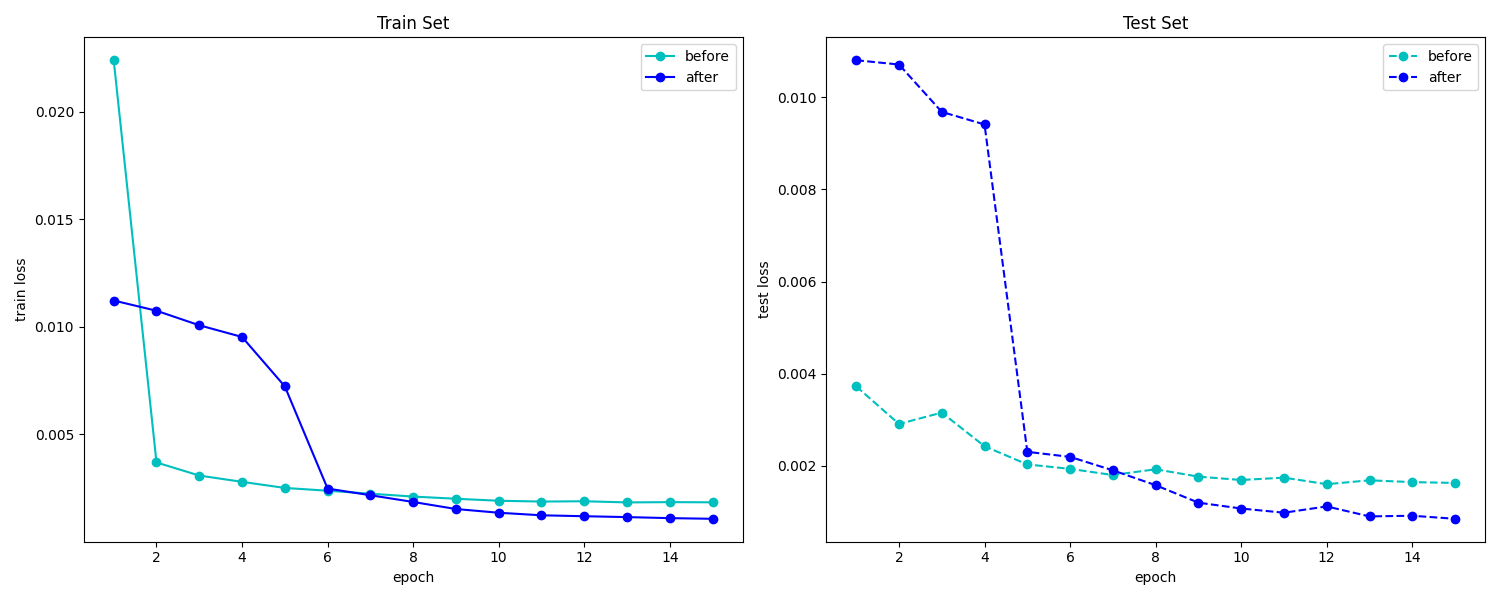 Train Set
before
after
0.020
0.015
0.010
0.005
train loss
2 4 6 8 10 12 14
epoch
Test Set
before
after
0.010
0.008
0.006
0.004
0.002
test loss
2 4 6 8 10 12 14
epoch